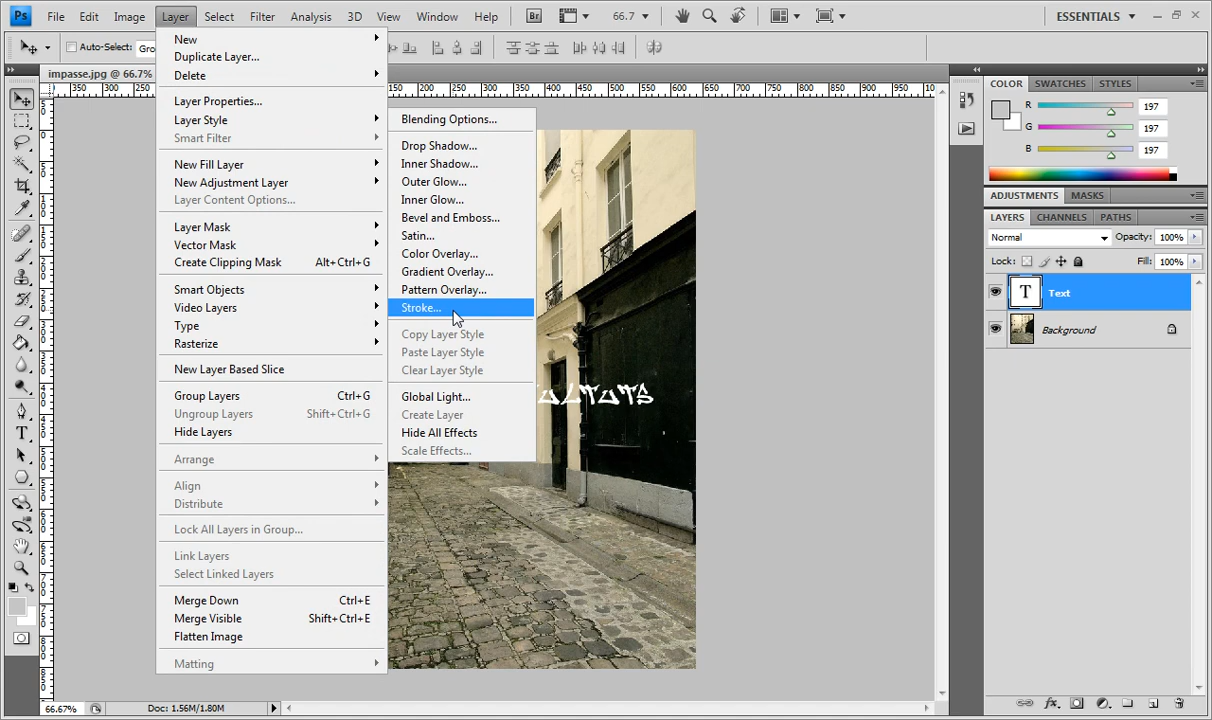 Ps File Edit Image Layer Select Filter Analysis 3D View Window Help Br 66.7 ESSENTIALS
Auto-Select:
impasse.jpg @ 66.7%
New
Duplicate Layer...
Delete
Layer Properties...
Layer Style
Smart Filter
New Fill Layer
New Adjustment Layer
Layer Content Options...
Layer Mask
Vector Mask
Create Clipping Mask Alt+Ctrl+G
Smart Objects
Video Layers
Type
Rasterize
New Layer Based Slice
Group Layers Ctrl+G
Ungroup Layers Shift+Ctrl+G
Hide Layers
Arrange
Align
Distribute
Lock All Layers in Group...
Link Layers
Select Linked Layers
Merge Down Ctrl+E
Merge Visible Shift+Ctrl+E
Flatten Image
Matting
Blending Options...
Drop Shadow...
Inner Shadow...
Outer Glow...
Inner Glow...
Bevel and Emboss...
Satin...
Color Overlay...
Gradient Overlay...
Pattern Overlay...
Stroke...
Copy Layer Style
Paste Layer Style
Clear Layer Style
Global Light...
Create Layer
Hide All Effects
Scale Effects...
COLOR SWATCHES STYLES
R 197
G 197
B 197
ADJUSTMENTS MASKS
LAYERS CHANNELS PATHS
Normal Opacity: 100%
Lock: Fill: 100%
T Text
Background
66.67% Doc: 1.56M/1.80M